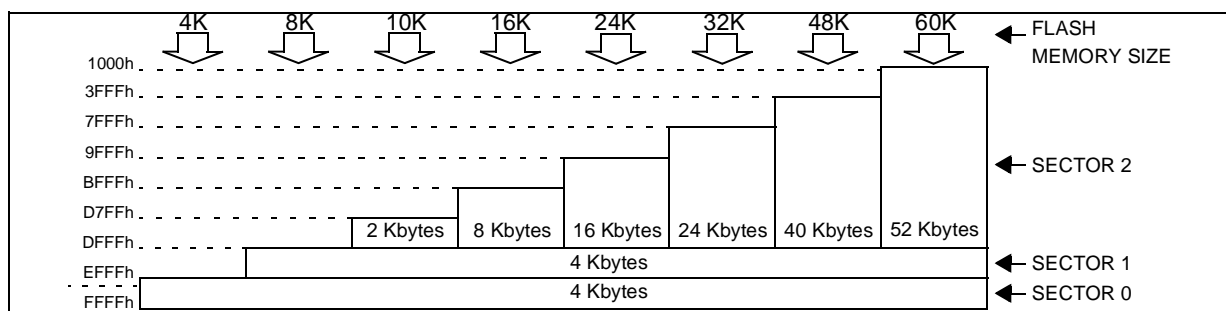 4K 8K 10K 16K 24K 32K 48K 60K
FLASH
MEMORY SIZE
1000h
3FFFh
7FFFh
9FFFh
SECTOR 2
BFFFh
D7FFh
2 Kbytes 8 Kbytes 16 Kbytes 24 Kbytes 40 Kbytes 52 Kbytes
DFFFh
4 Kbytes
SECTOR 1
EFFFh
4 Kbytes
SECTOR 0
FFFFh